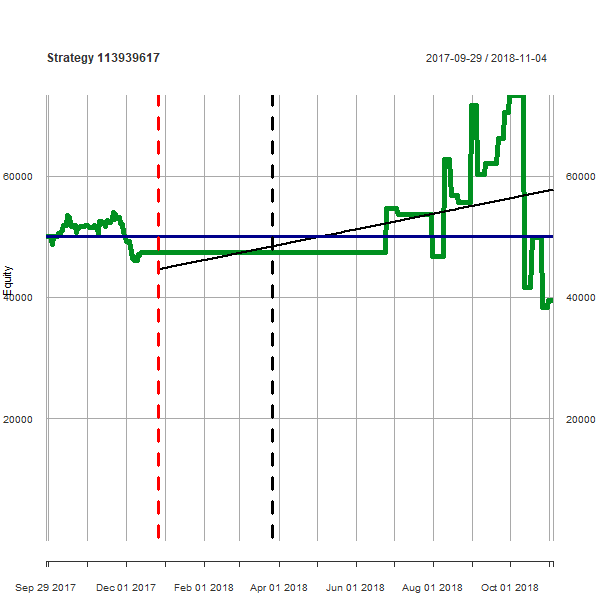 Strategy 113939617
2017-09-29 / 2018-11-04
60000 60000
Equity
40000 40000
20000 20000
Sep 29 2017 Dec 01 2017 Feb 01 2018 Apr 01 2018 Jun 01 2018 Aug 01 2018 Oct 01 2018